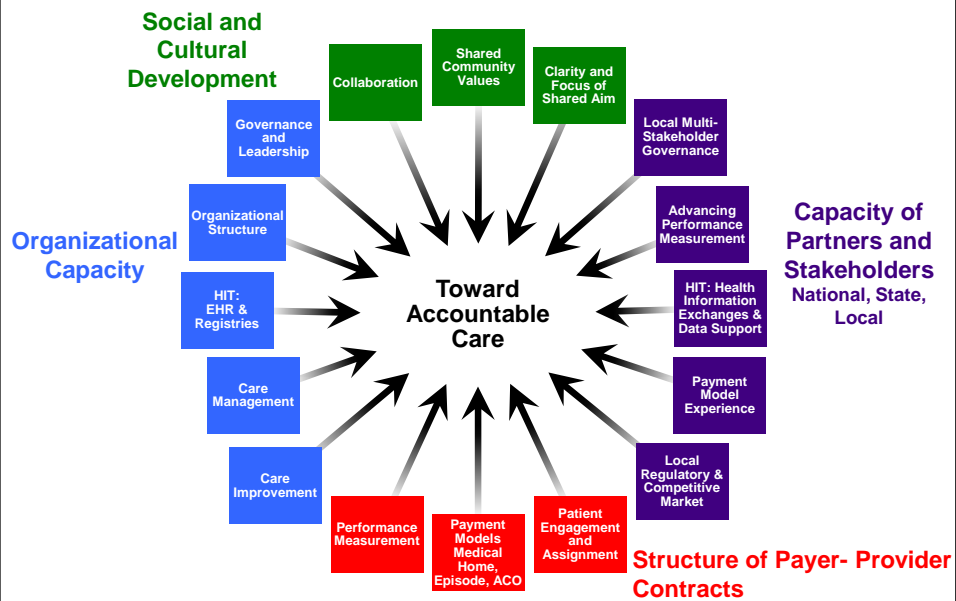 Social and
Cultural
Development
Collaboration
Shared
Community
Values
Clarity and
Focus of
Shared Aim
Governance
and
Leadership
Local Multi-
Stakeholder
Governance
Organizational
Structure
Advancing
Performance
Measurement
Organizational
Capacity
Capacity of
Partners and
Stakeholders
National, State,
Local
HIT:
EHR &
Registries
Toward
Accountable
Care
HIT: Health
Information
Exchanges &
Data Support
Care
Management
Payment
Model
Experience
Care
Improvement
Local
Regulatory &
Competitive
Market
Performance
Measurement
Payment
Models
Medical
Home,
Episode, ACO
Patient
Engagement
and
Assignment
Structure of Payer- Provider
Contracts